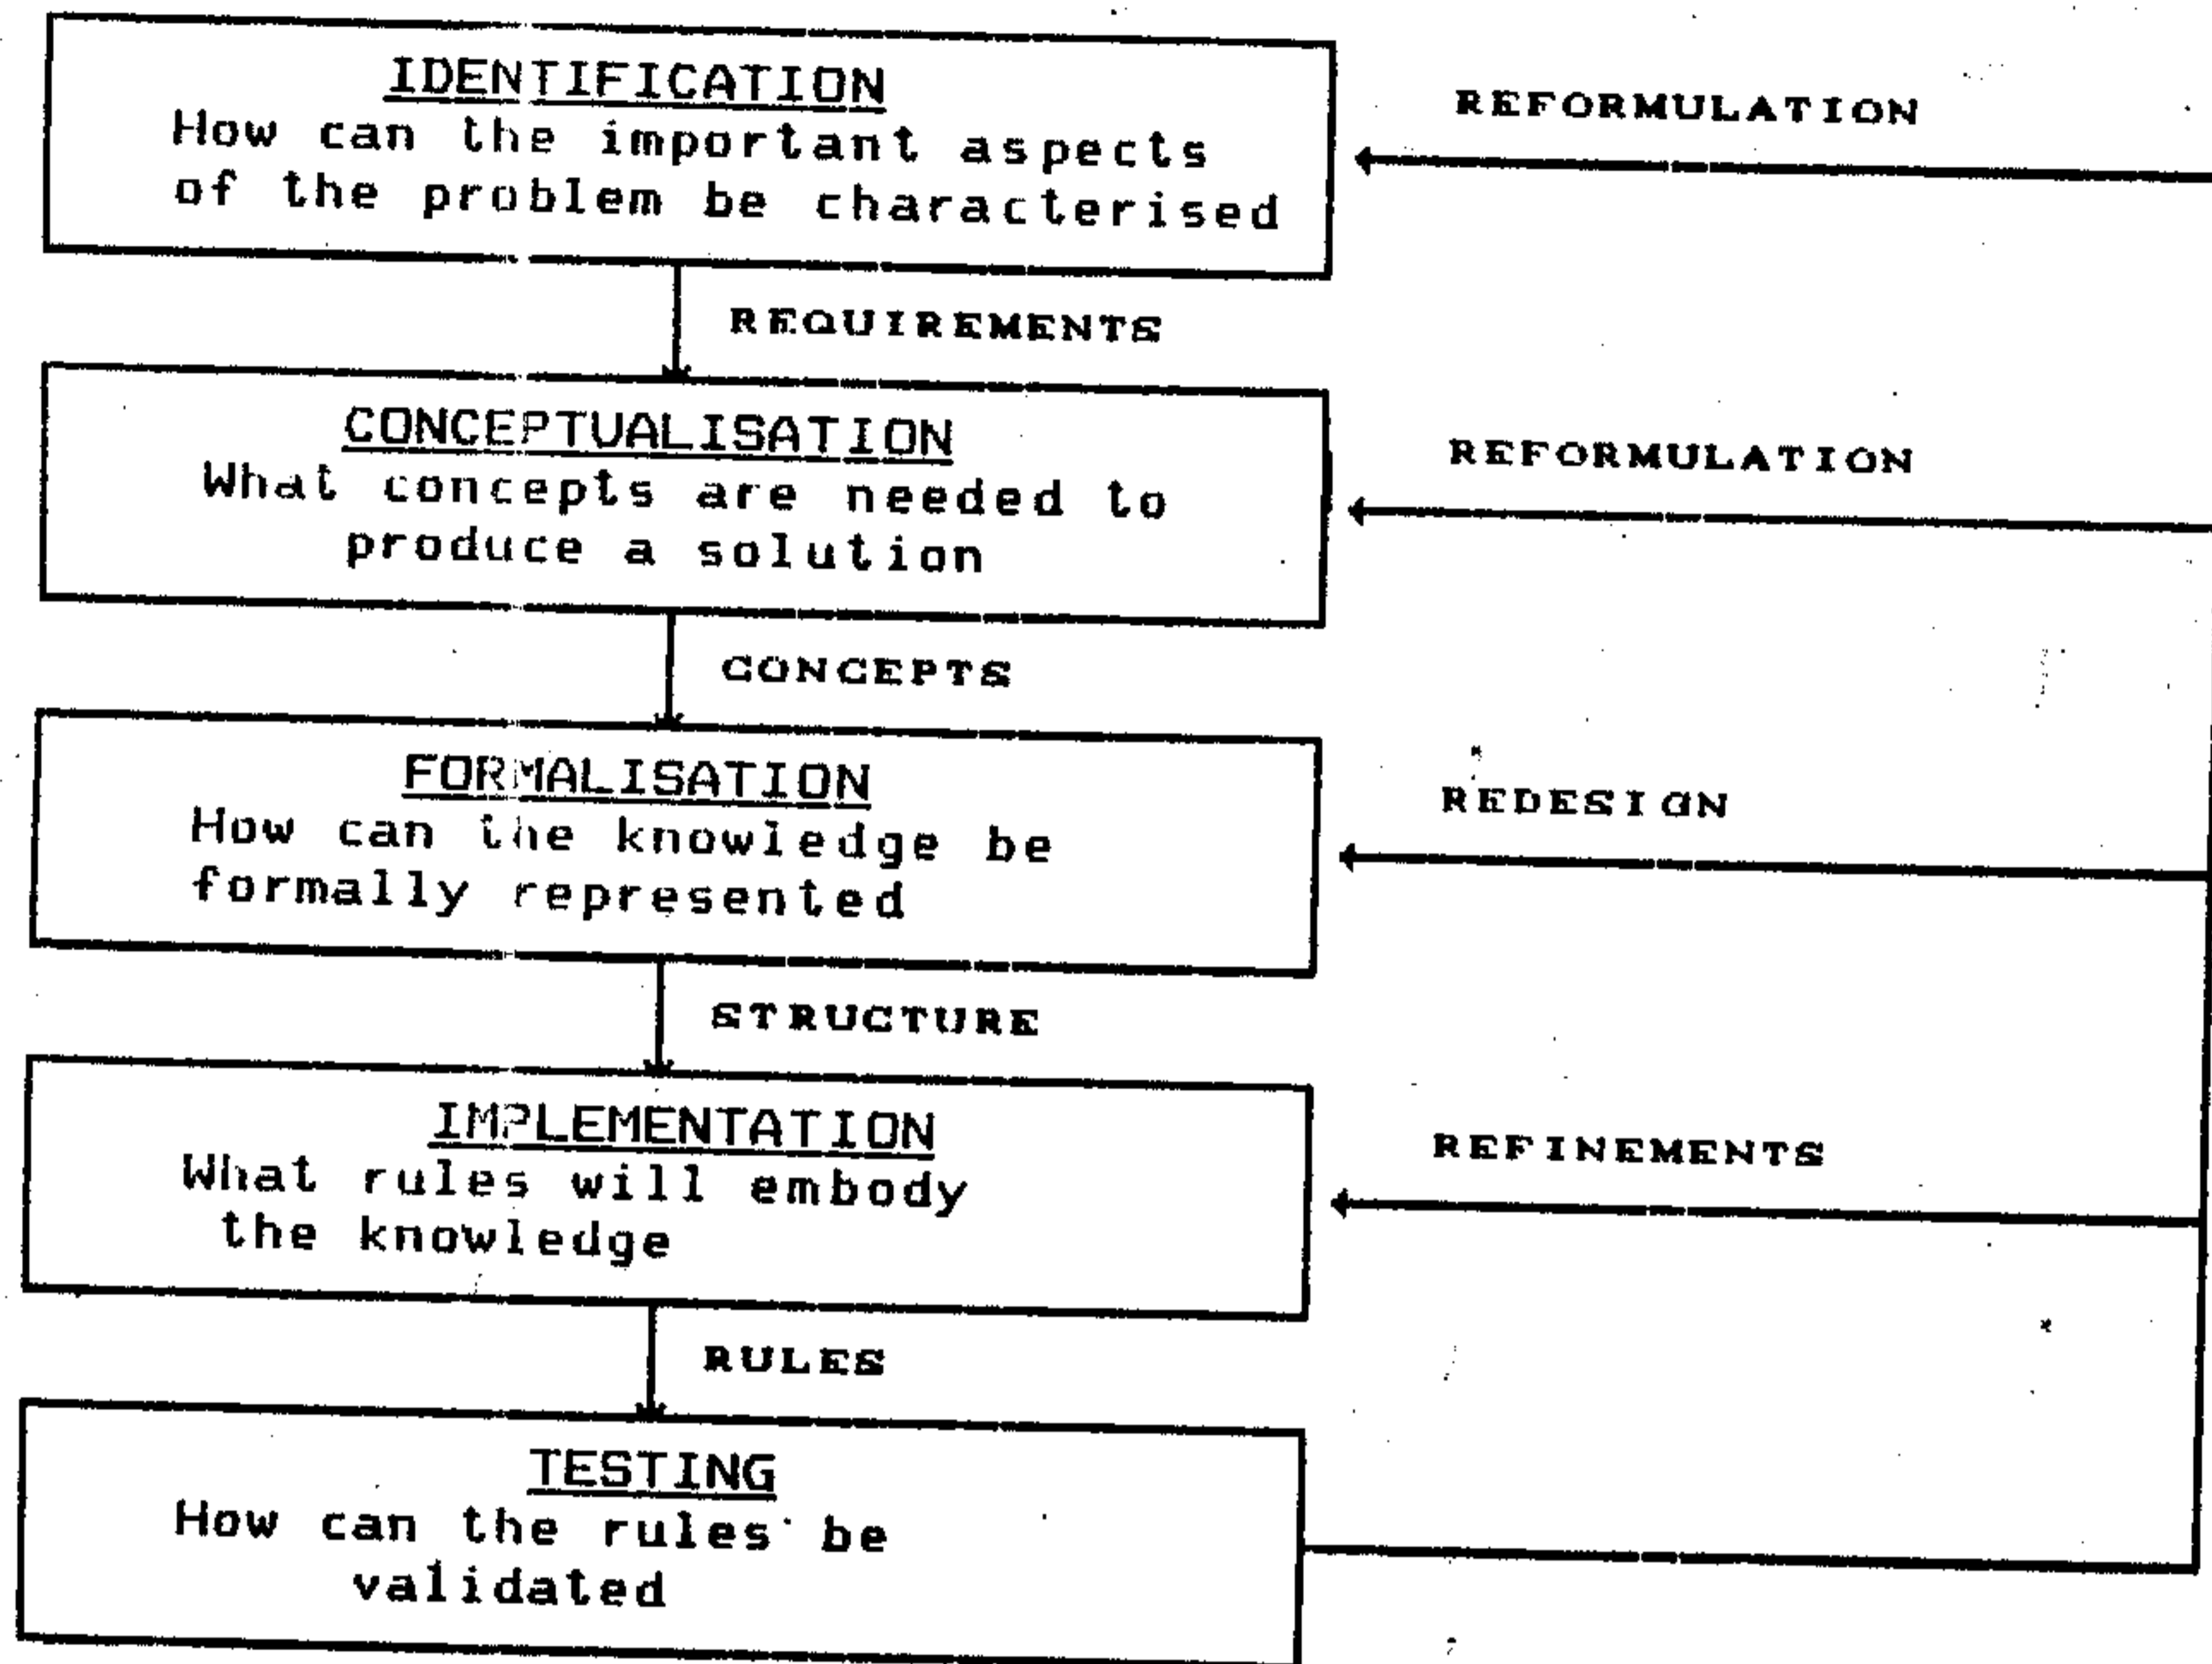 IDENTIFICATION
How can the important aspects
of the problem be characterised
REFORMULATION
REQUIREMENTS
CONCEPTUALISATION
What concepts are needed to
produce a solution
REFORMULATION
CONCEPTS
FORMALISATION
How can the knowledge be
formally represented
REDESIGN
STRUCTURE
IMPLEMENTATION
What rules will embody
the knowledge
REFINEMENTS
RULES
TESTING
How can the rules be
validated